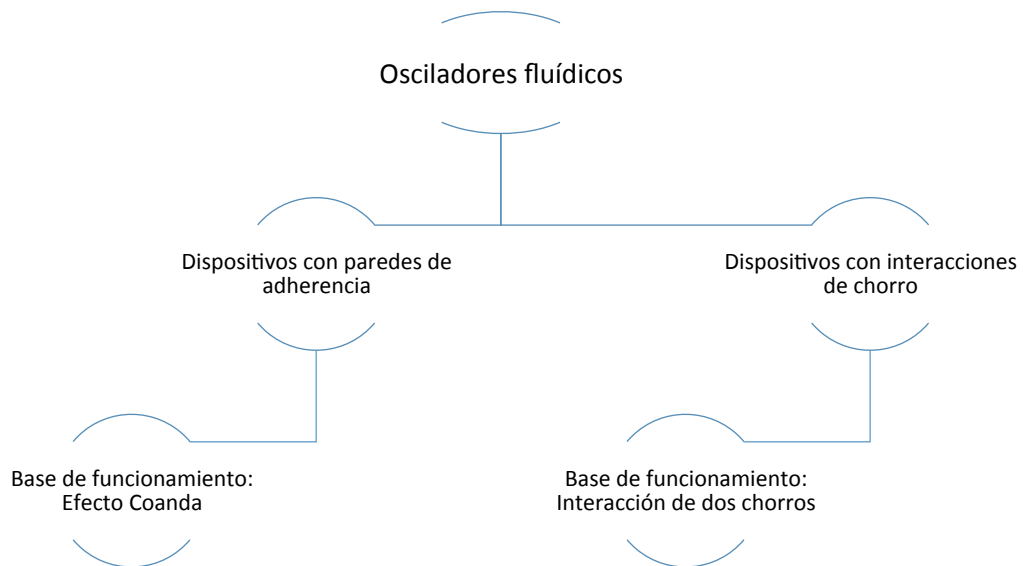 Osciladores fluídicos
Dispositivos con paredes de
adherencia
Dispositivos con interacciones
de chorro
Base de funcionamiento:
Efecto Coanda
Base de funcionamiento:
Interacción de dos chorros